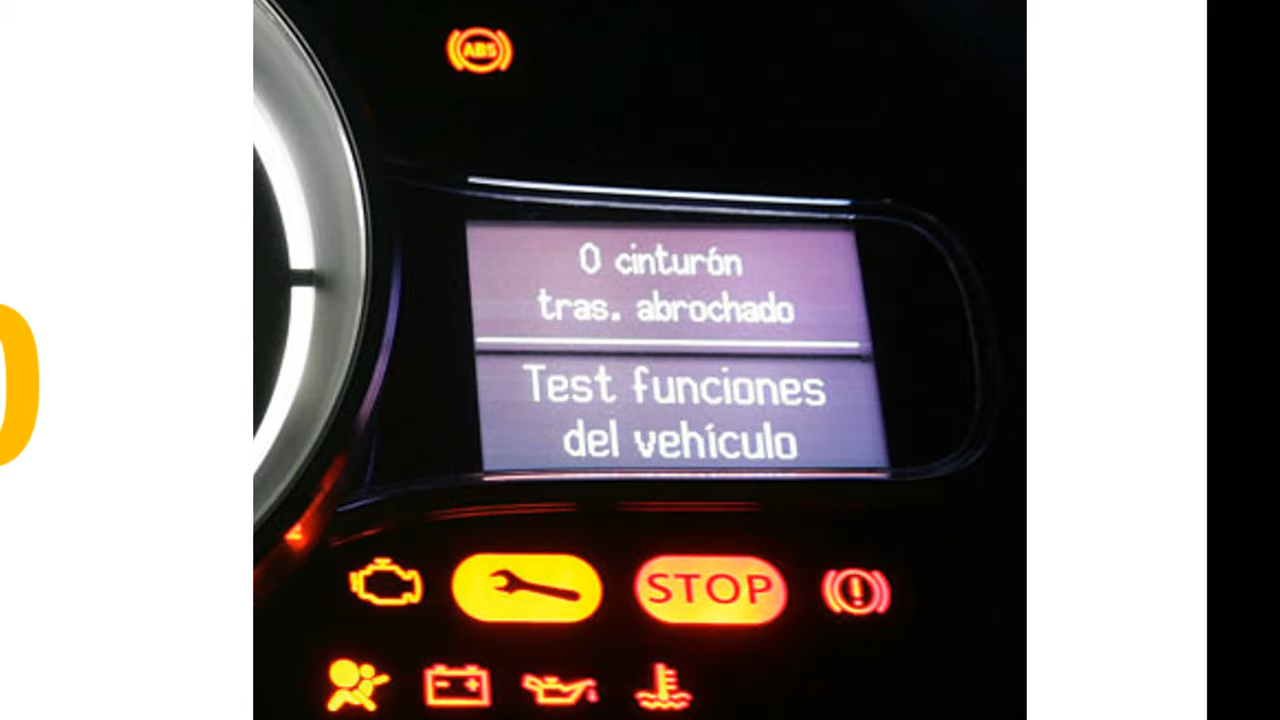 ABS
0 cinturón
tras. abrochado
Test funciones
del vehículo
STOP